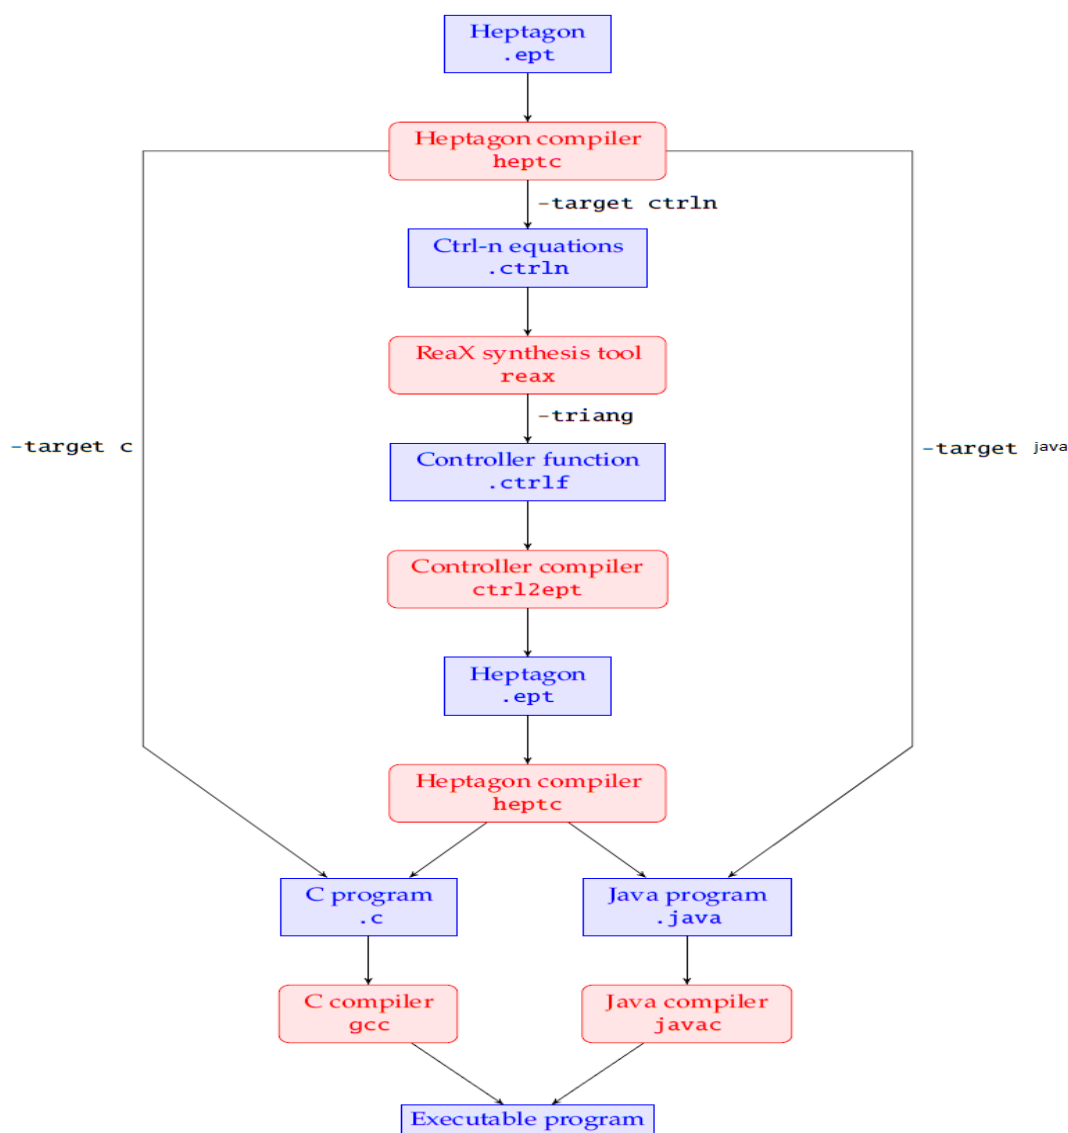 Heptagon
.ept
Heptagon compiler
heptc
-target ctrln
Ctrl-n equations
.ctrln
ReaX synthesis tool
reax
-triang
-target c
-target java
Controller function
.ctrlf
Controller compiler
ctrl2ept
Heptagon
.ept
Heptagon compiler
heptc
C program
.c
Java program
.java
C compiler
gcc
Java compiler
javac
Executable program